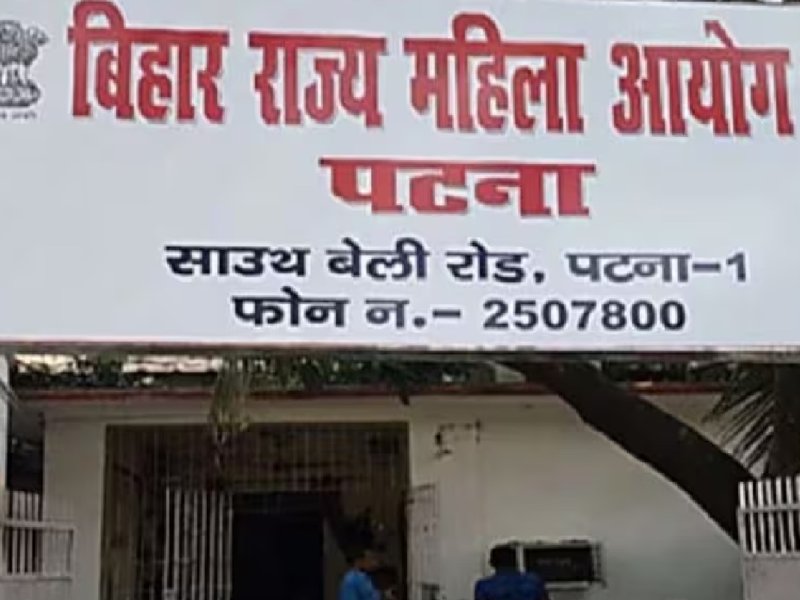 बिहार राज्य महिला आयोग
पटना
साउथ बेली रोड, पटना-1
फोन न.- 2507800